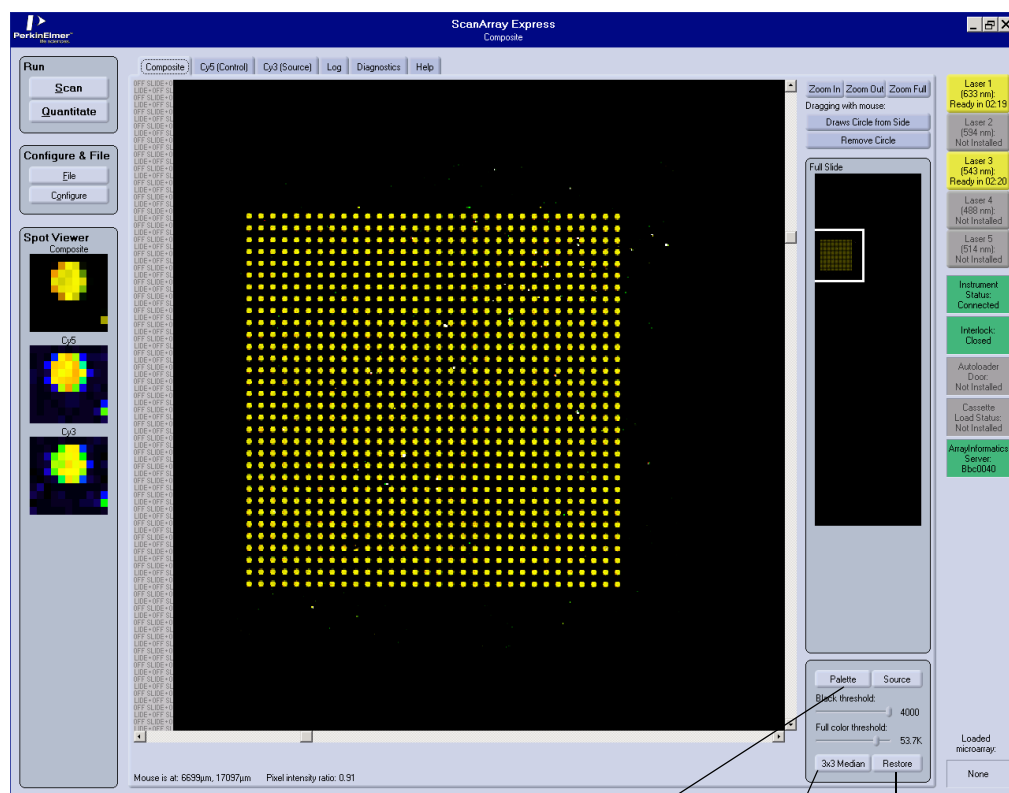 PerkinElmer™
life sciences
ScanArray Express
Composite
Run
Scan
Quantitate
Configure & File
File
Configure
Spot Viewer
Composite
Cy5
Cy3
Composite
Cy5 (Control)
Cy3 (Source)
Log
Diagnostics
Help
Mouse is at: 6699µm, 17097µm
Pixel intensity ratio: 0.91
Zoom In
Zoom Out
Zoom Full
Dragging with mouse:
Draws Circle from Side
Remove Circle
Full Slide
Palette
Source
Black threshold:
4000
Full color threshold:
53.7K
3x3 Median
Restore
Laser 1
(633 nm):
Ready in 02:19
Laser 2
(594 nm):
Not Installed
Laser 3
(543 nm):
Ready in 02:20
Laser 4
(488 nm):
Not Installed
Laser 5
(514 nm):
Not Installed
Instrument
Status:
Connected
Interlock:
Closed
Autoloader
Door:
Not Installed
Cassette
Load Status:
Not Installed
ArrayInformatics
Server:
Bbc0040
Loaded
microarray:
None